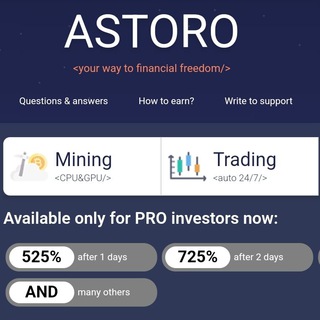 ASTORO
<your way to financial freedom/>
Questions & answers How to earn? Write to support
Mining Trading
<CPU&GPU/> <auto 24/7/>
Available only for PRO investors now:
525% after 1 days 725% after 2 days
AND many others